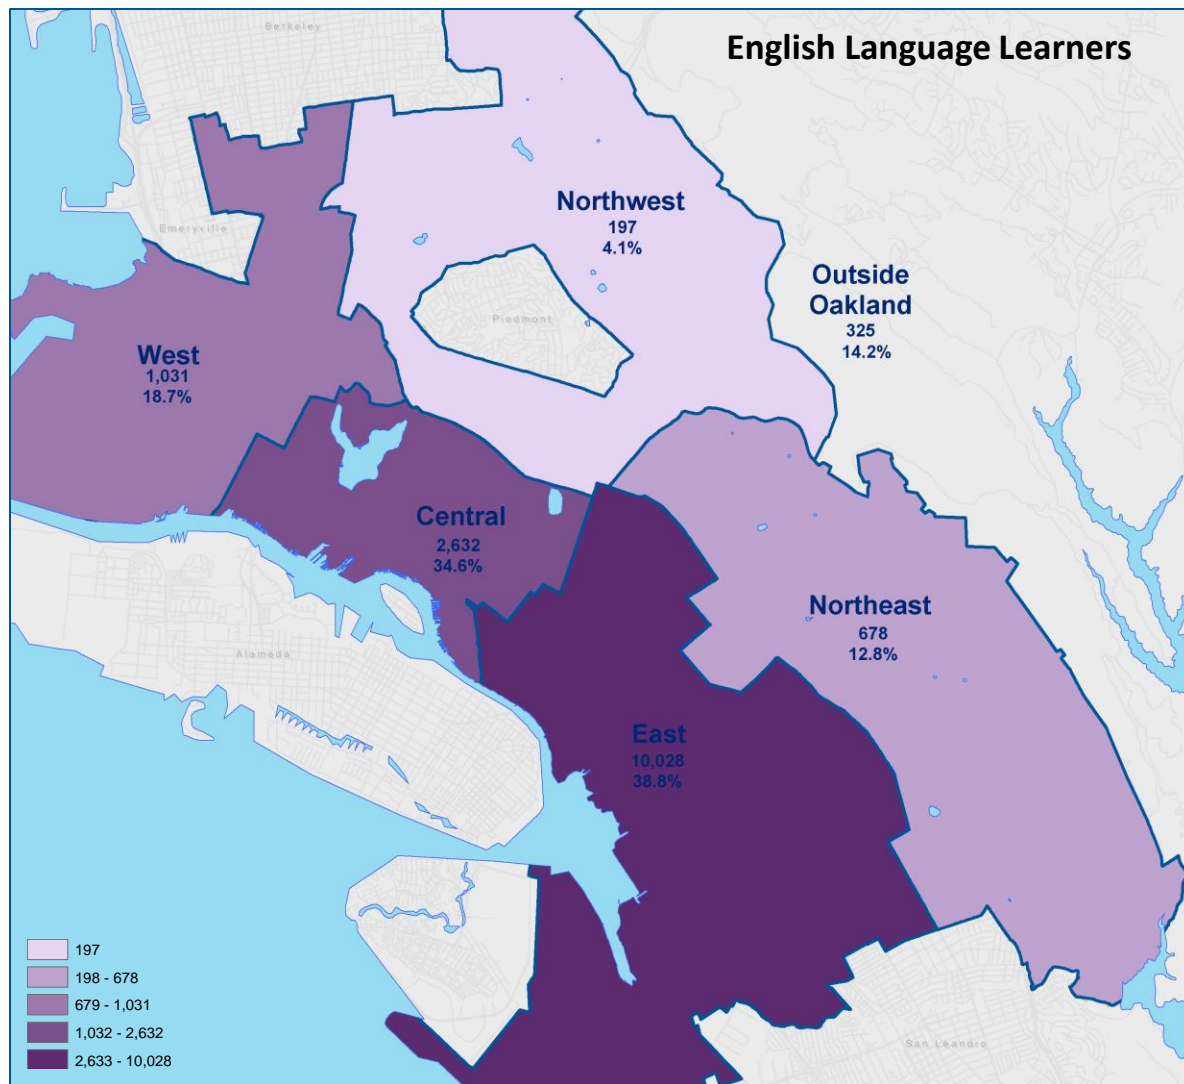 English Language Learners
Berkeley
Northwest
197
4.1%
Emeryville
Outside
Oakland
325
14.2%
Piedmont
West
1,031
18.7%
Central
2,632
34.6%
Northeast
678
12.8%
Alameda
East
10,028
38.8%
197
198 - 678
679 - 1,031
1,032 - 2,632
2,633 - 10,028
San Leandro